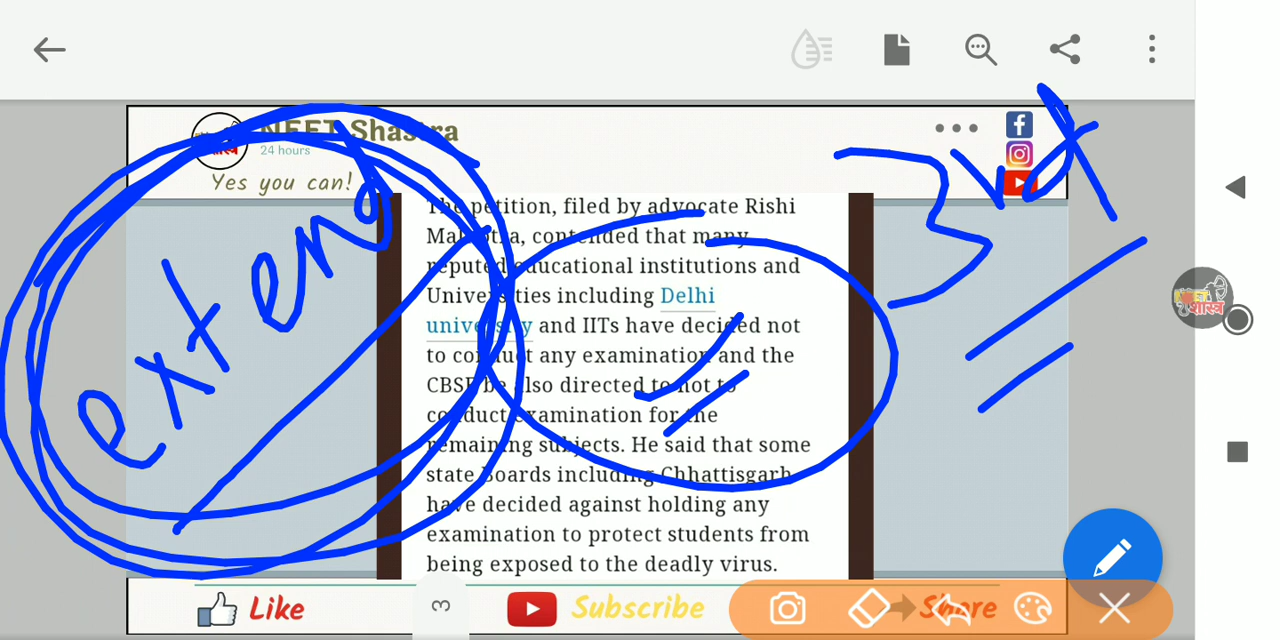 NEET Shastra
24 hours
Yes you can!
extend
The petition, filed by advocate Rishi
Malhotra, contended that many
reputed educational institutions and
Universities including Delhi
university and IITs have decided not
to conduct any examination and the
CBSE be also directed to not to
conduct examination for the
remaining subjects. He said that some
state Boards including Chhattisgarh
have decided against holding any
examination to protect students from
being exposed to the deadly virus.
Like
3
Subscribe
Share
शास्त्र